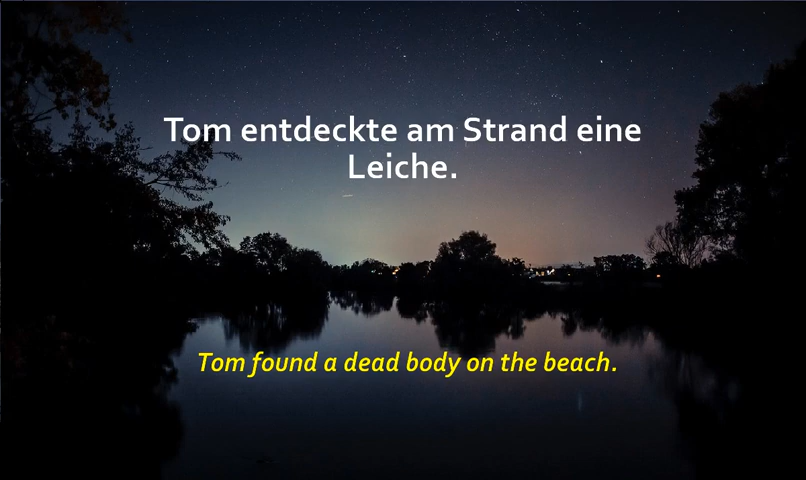 Tom entdeckte am Strand eine
Leiche.
Tom found a dead body on the beach.